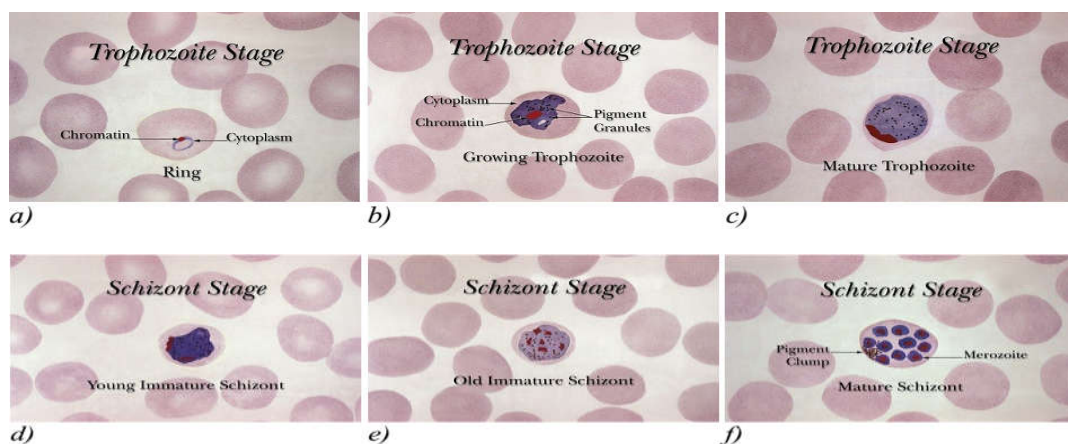 Trophozoite Stage
Chromatin
Cytoplasm
Ring
a)
Trophozoite Stage
Cytoplasm
Chromatin
Pigment
Granules
Growing Trophozoite
b)
Trophozoite Stage
Mature Trophozoite
c)
Schizont Stage
Young Immature Schizont
d)
Schizont Stage
Old Immature Schizont
e)
Schizont Stage
Pigment
Clump
Merozoite
Mature Schizont
f)